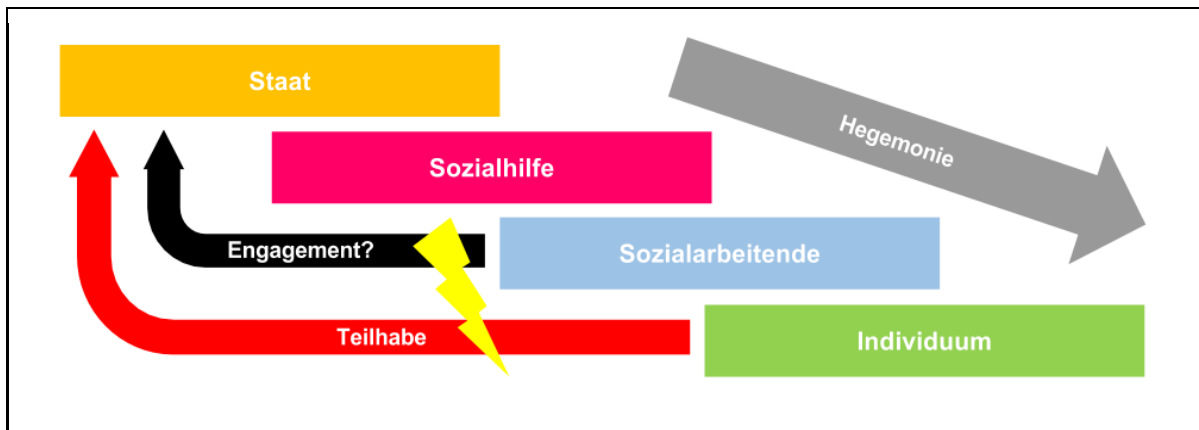 Staat
Hegemonie
Sozialhilfe
Engagement?
Sozialarbeitende
Teilhabe
Individuum